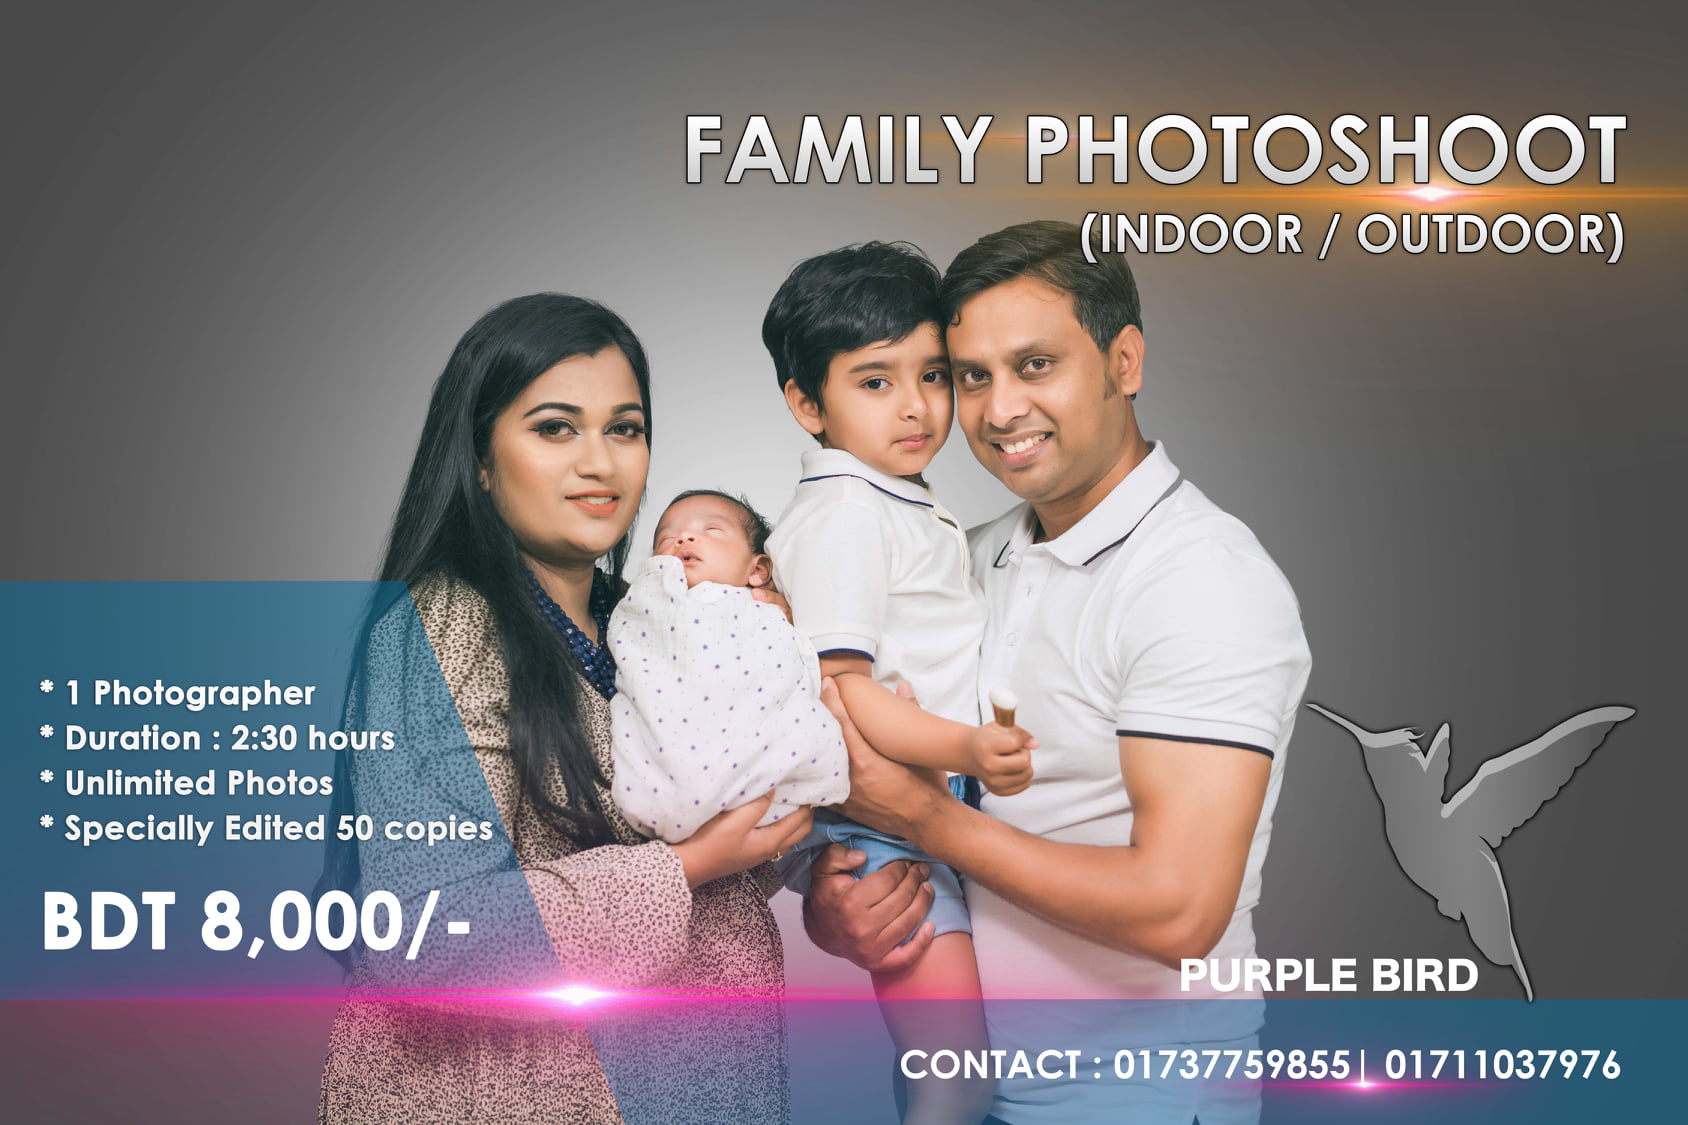 FAMILY PHOTOSHOOT
(INDOOR / OUTDOOR)
* 1 Photographer
* Duration : 2:30 hours
* Unlimited Photos
* Specially Edited 50 copies
BDT 8,000/-
PURPLE BIRD
CONTACT : 01737759855| 01711037976